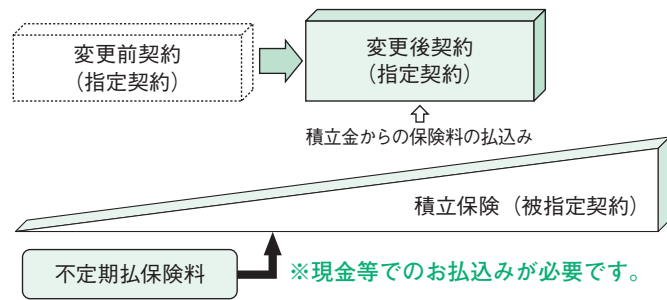 変更前契約
（指定契約）
変更後契約
（指定契約）
積立金からの保険料の払込み
積立保険（被指定契約）
不定期払保険料
※現金等でのお払込みが必要です。